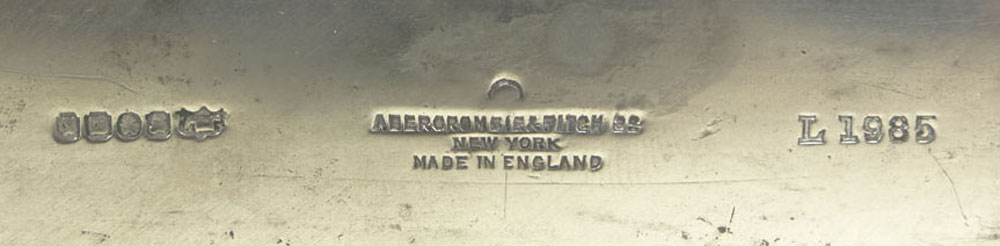 ABERCROMBIE & FITCH CO
NEW YORK
MADE IN ENGLAND
L 1985